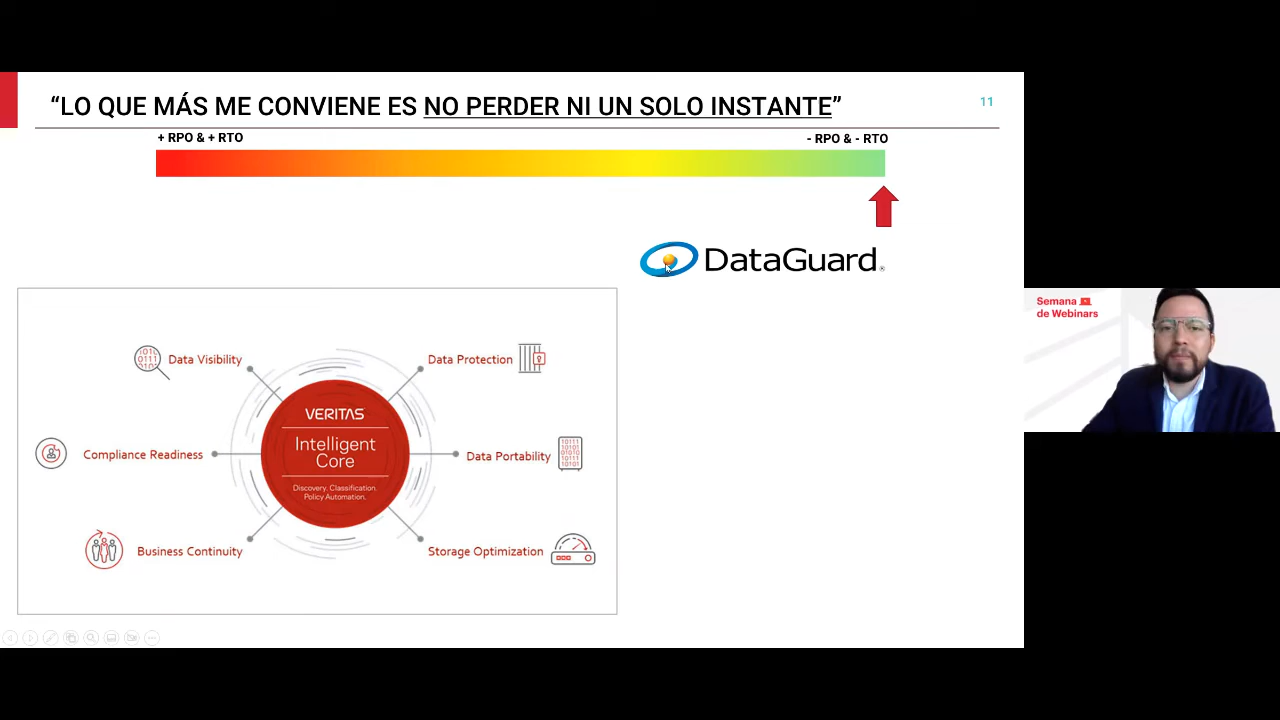 “LO QUE MÁS ME CONVIENE ES NO PERDER NI UN SOLO INSTANTE”
11
+ RPO & + RTO
- RPO & - RTO
DataGuard®
Data Visibility
Data Protection
VERITAS
Intelligent
Core
Discovery. Classification.
Policy Automation.
Compliance Readiness
Data Portability
Business Continuity
Storage Optimization
Semana
de Webinars